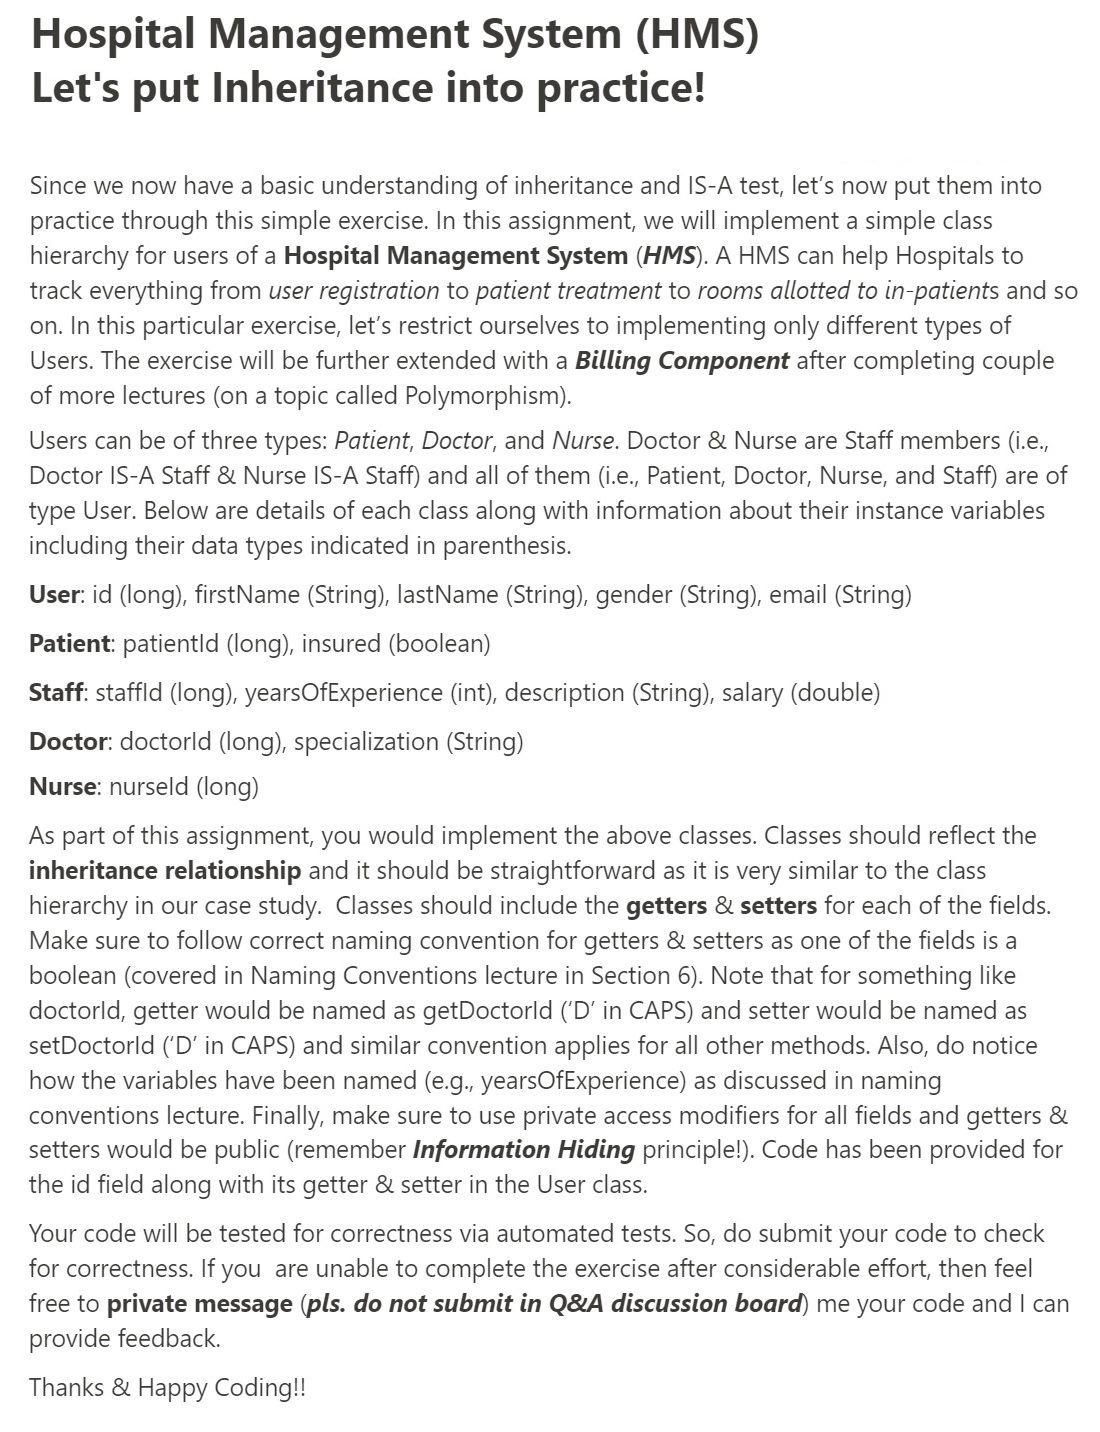 Hospital Management System (HMS)
Let's put Inheritance into practice!
Since we now have a basic understanding of inheritance and IS-A test, let’s now put them into
practice through this simple exercise. In this assignment, we will implement a simple class
hierarchy for users of a Hospital Management System (HMS). A HMS can help Hospitals to
track everything from user registration to patient treatment to rooms allotted to in-patients and so
on. In this particular exercise, let’s restrict ourselves to implementing only different types of
Users. The exercise will be further extended with a Billing Component after completing couple
of more lectures (on a topic called Polymorphism).
Users can be of three types: Patient, Doctor, and Nurse. Doctor & Nurse are Staff members (i.e.,
Doctor IS-A Staff & Nurse IS-A Staff) and all of them (i.e., Patient, Doctor, Nurse, and Staff) are of
type User. Below are details of each class along with information about their instance variables
including their data types indicated in parenthesis.
User: id (long), firstName (String), lastName (String), gender (String), email (String)
Patient: patientId (long), insured (boolean)
Staff: staffId (long), yearsOfExperience (int), description (String), salary (double)
Doctor: doctorId (long), specialization (String)
Nurse: nurseId (long)
As part of this assignment, you would implement the above classes. Classes should reflect the
inheritance relationship and it should be straightforward as it is very similar to the class
hierarchy in our case study.  Classes should include the getters & setters for each of the fields.
Make sure to follow correct naming convention for getters & setters as one of the fields is a
boolean (covered in Naming Conventions lecture in Section 6). Note that for something like
doctorId, getter would be named as getDoctorId (‘D’ in CAPS) and setter would be named as
setDoctorId (‘D’ in CAPS) and similar convention applies for all other methods. Also, do notice
how the variables have been named (e.g., yearsOfExperience) as discussed in naming
conventions lecture. Finally, make sure to use private access modifiers for all fields and getters &
setters would be public (remember Information Hiding principle!). Code has been provided for
the id field along with its getter & setter in the User class.
Your code will be tested for correctness via automated tests. So, do submit your code to check
for correctness. If you  are unable to complete the exercise after considerable effort, then feel
free to private message (pls. do not submit in Q&A discussion board) me your code and I can
provide feedback.
Thanks & Happy Coding!!